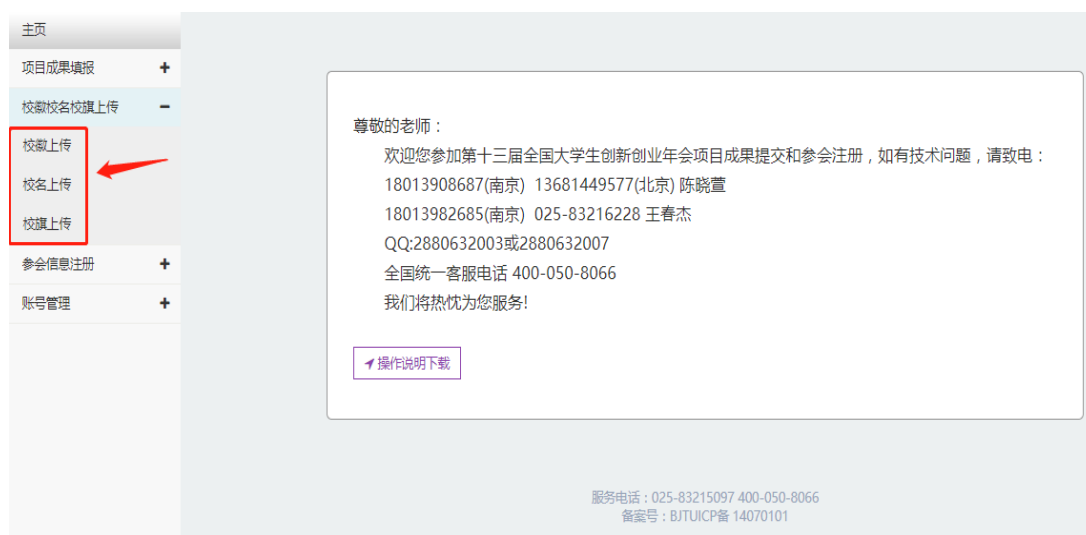 主页
项目成果填报
校徽校名校旗上传
校徽上传
校名上传
校旗上传
参会信息注册
账号管理
尊敬的老师：
欢迎您参加第十三届全国大学生创新创业年会项目成果提交和参会注册，如有技术问题，请致电：
18013908687(南京) 13681449577(北京) 陈晓萱
18013982685(南京) 025-83216228 王春杰
QQ:2880632003或2880632007
全国统一客服电话 400-050-8066
我们将热忱为您服务!
操作说明下载
服务电话：025-83215097 400-050-8066
备案号：BJTUICP备 14070101